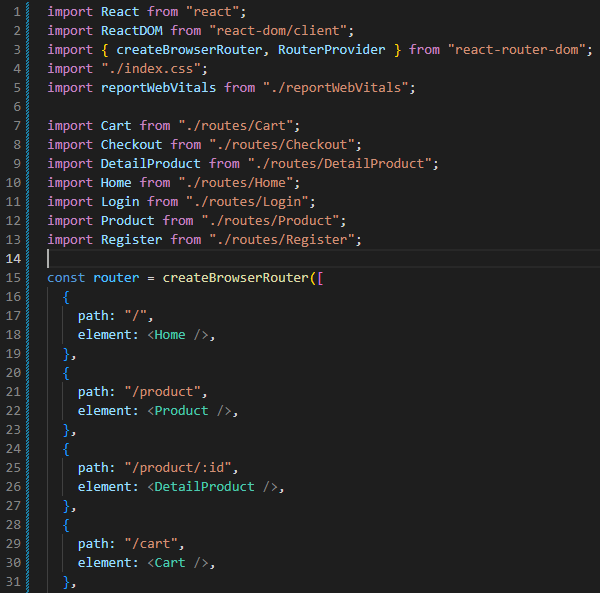 1 import React from "react";
2 import ReactDOM from "react-dom/client";
3 import { createBrowserRouter, RouterProvider } from "react-router-dom";
4 import "./index.css";
5 import reportWebVitals from "./reportWebVitals";
6
7 import Cart from "./routes/Cart";
8 import Checkout from "./routes/Checkout";
9 import DetailProduct from "./routes/DetailProduct";
10 import Home from "./routes/Home";
11 import Login from "./routes/Login";
12 import Product from "./routes/Product";
13 import Register from "./routes/Register";
14
15 const router = createBrowserRouter([
16   {
17     path: "/",
18     element: <Home />,
19   },
20   {
21     path: "/product",
22     element: <Product />,
23   },
24   {
25     path: "/product/:id",
26     element: <DetailProduct />,
27   },
28   {
29     path: "/cart",
30     element: <Cart />,
31   },